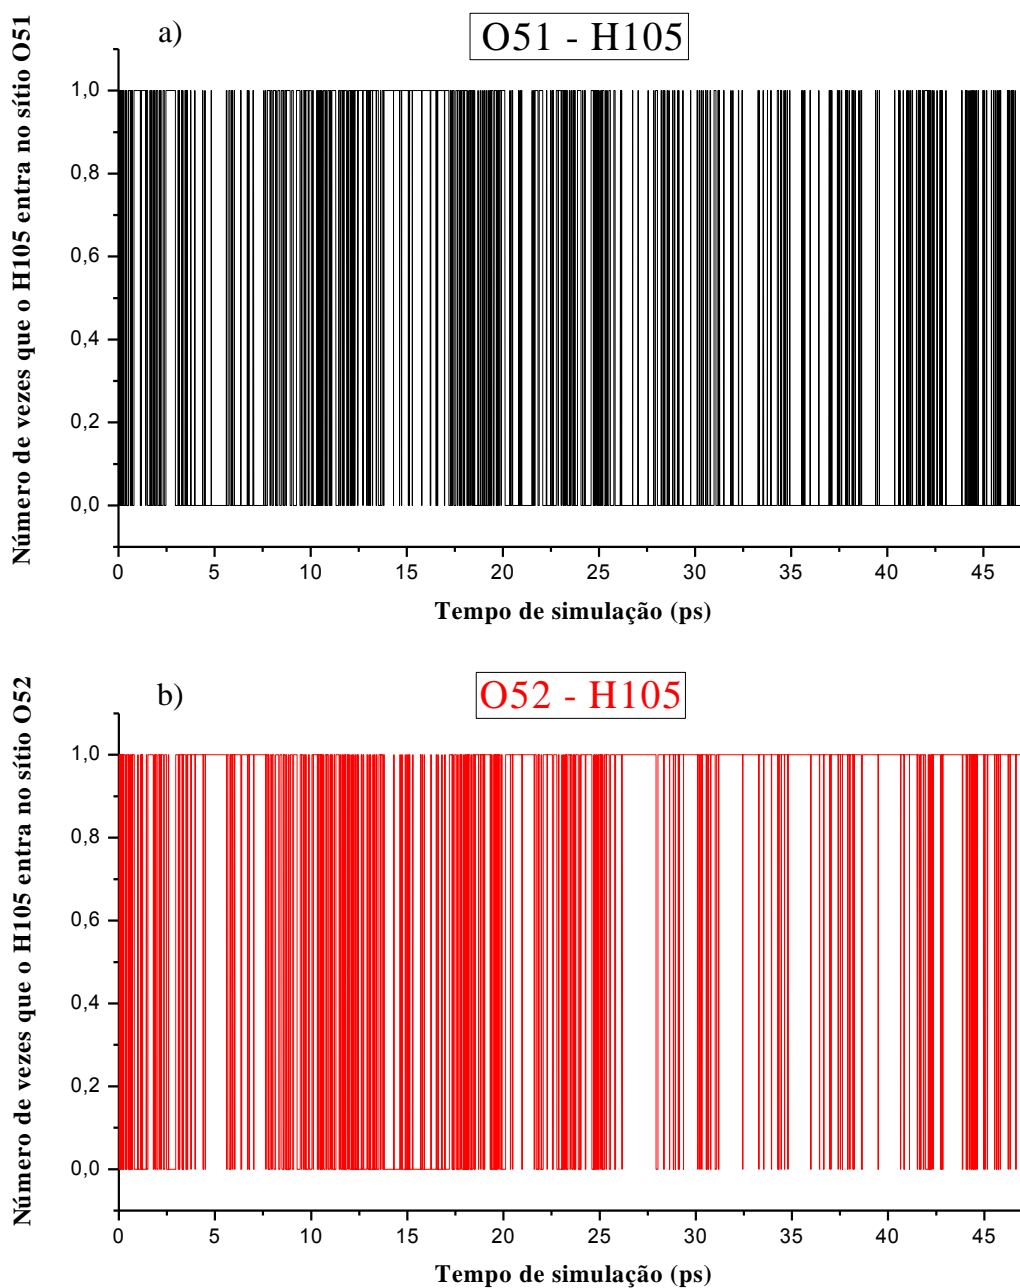 a)
O51 - H105
Número de vezes que o H105 entra no sítio O51
1,0
0,8
0,6
0,4
0,2
0,0
0 5 10 15 20 25 30 35 40 45
Tempo de simulação (ps)
b)
O52 - H105
Número de vezes que o H105 entra no sítio O52
1,0
0,8
0,6
0,4
0,2
0,0
0 5 10 15 20 25 30 35 40 45
Tempo de simulação (ps)